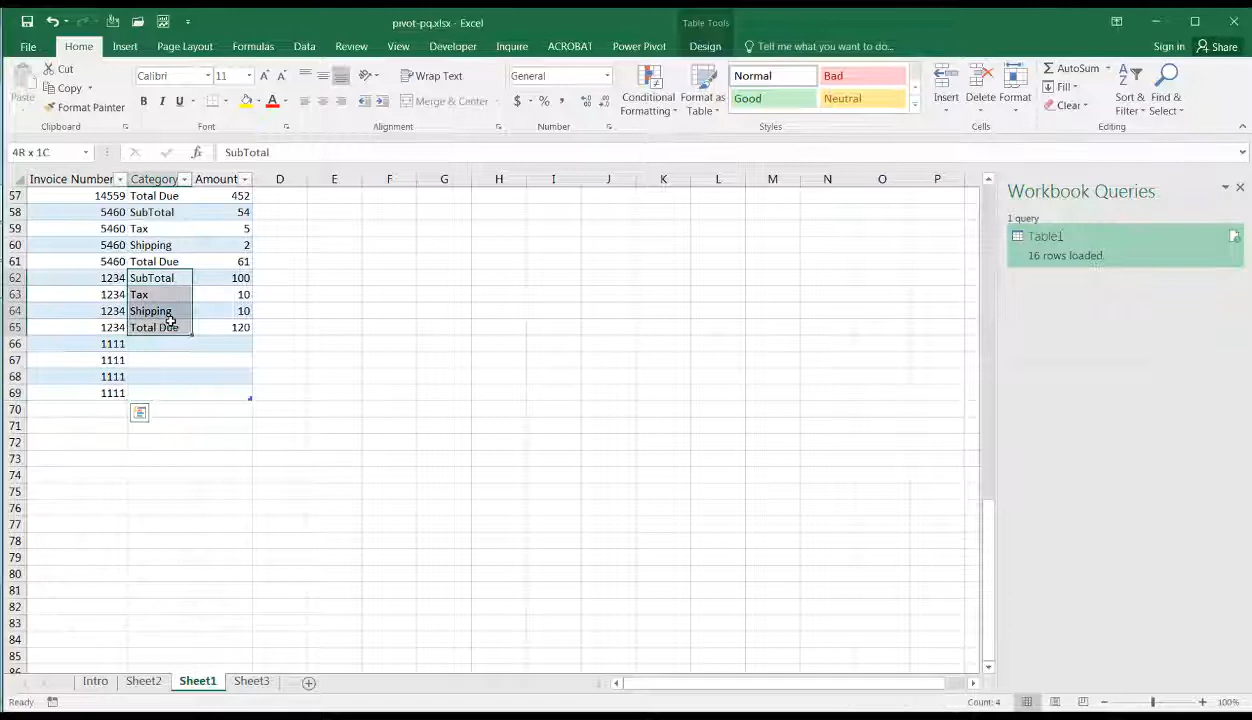 pivot-pq.xlsx - Excel
Table Tools
File Home Insert Page Layout Formulas Data Review View Developer Inquire ACROBAT Power Pivot Design Tell me what you want to do... Sign in Share
Paste
Cut
Copy
Format Painter
Clipboard
Calibri 11
B I U
Font
Wrap Text
Merge & Center
Alignment
General
$ % ,
Number
Conditional Formatting
Format as Table
Normal Bad
Good Neutral
Styles
Insert Delete Format
Cells
AutoSum
Fill
Clear
Sort & Filter
Find & Select
Editing
4R x 1C fx SubTotal
Invoice Number Category Amount D E F G H I J K L M N O P
57 14559 Total Due 452
58 5460 SubTotal 54
59 5460 Tax 5
60 5460 Shipping 2
61 5460 Total Due 61
62 1234 SubTotal 100
63 1234 Tax 10
64 1234 Shipping 10
65 1234 Total Due 120
66 1111
67 1111
68 1111
69 1111
70
71
72
73
74
75
76
77
78
79
80
81
82
83
84
85
86
Workbook Queries
1 query
Table1
16 rows loaded.
Intro Sheet2 Sheet1 Sheet3
Ready Count: 4 100%